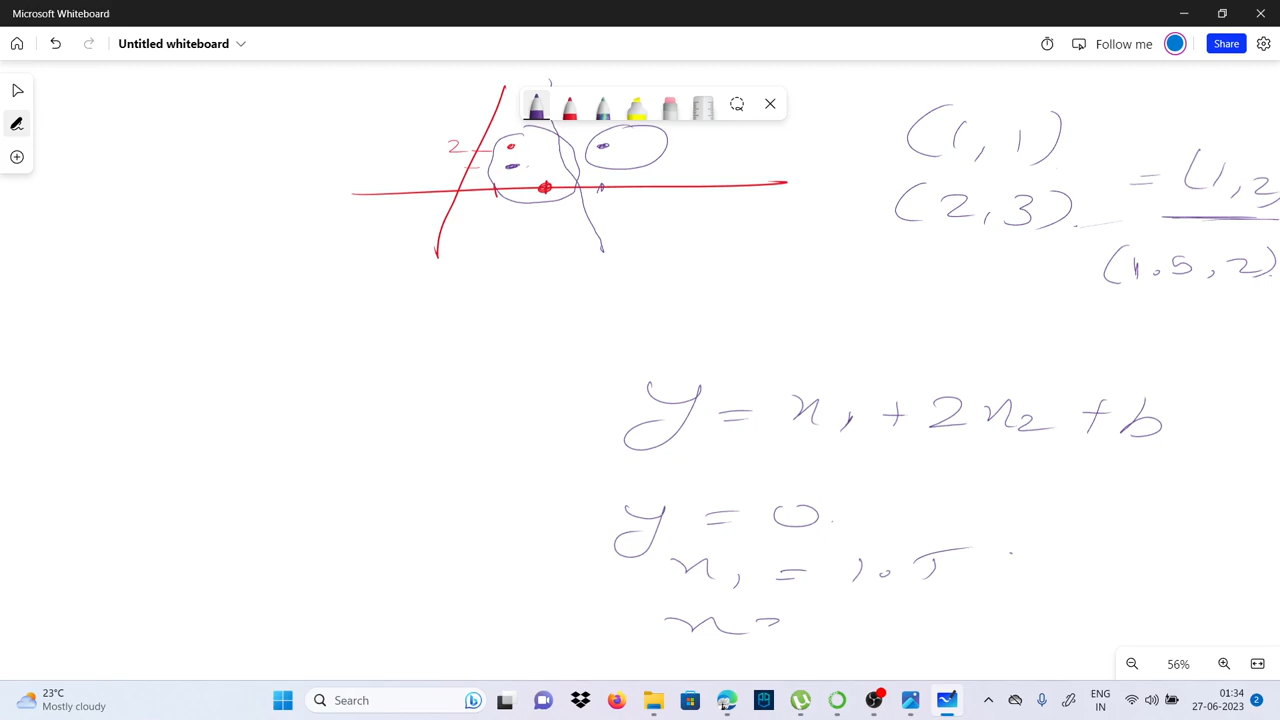 Microsoft Whiteboard
Untitled whiteboard
Follow me
Share
2
(1, 1)
(2, 3)
= (1, 2
(1.5, 2)
y = x1 + 2x2 + b
y = 0
x1 = 1.5
x2
56%
23°C
Mostly cloudy
Search
ENG
IN
01:34
27-06-2023
2